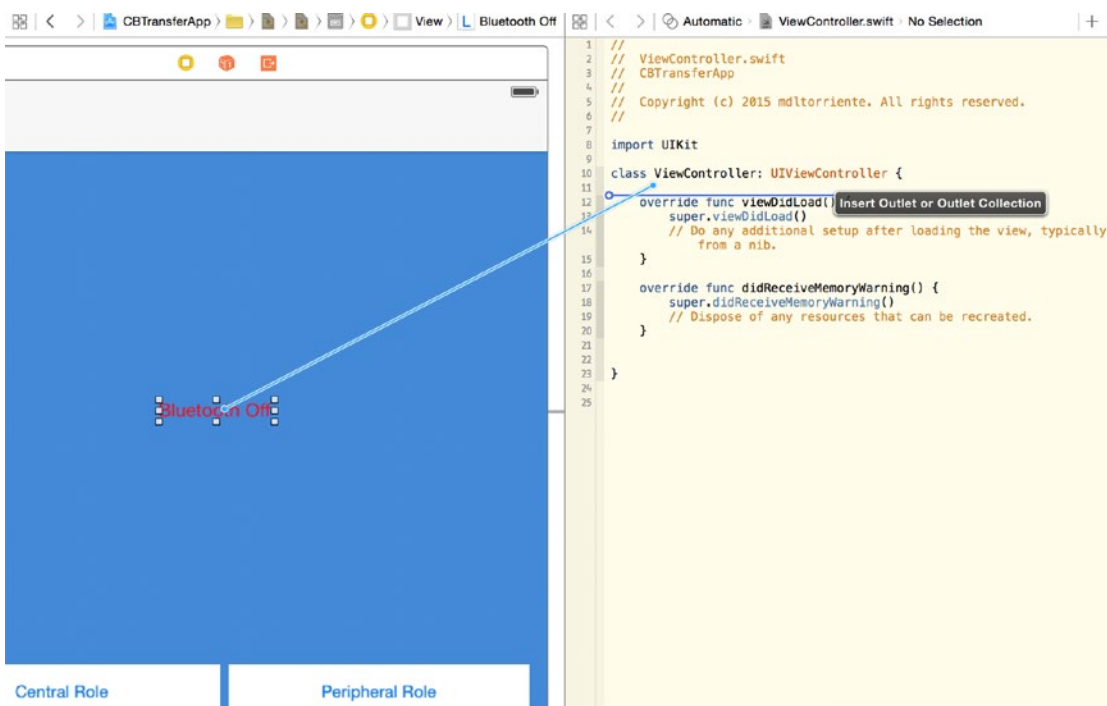 CBTransferApp View L Bluetooth Off
Automatic ViewController.swift No Selection
Bluetooth Off
Central Role
Peripheral Role
1 //
2 // ViewController.swift
3 // CBTransferApp
4 //
5 // Copyright (c) 2015 mdltorriente. All rights reserved.
6 //
7
8 import UIKit
9
10 class ViewController: UIViewController {
11
12 override func viewDidLoad()
Insert Outlet or Outlet Collection
13 super.viewDidLoad()
14 // Do any additional setup after loading the view, typically
from a nib.
15 }
16
17 override func didReceiveMemoryWarning() {
18 super.didReceiveMemoryWarning()
19 // Dispose of any resources that can be recreated.
20 }
21
22
23 }
24
25